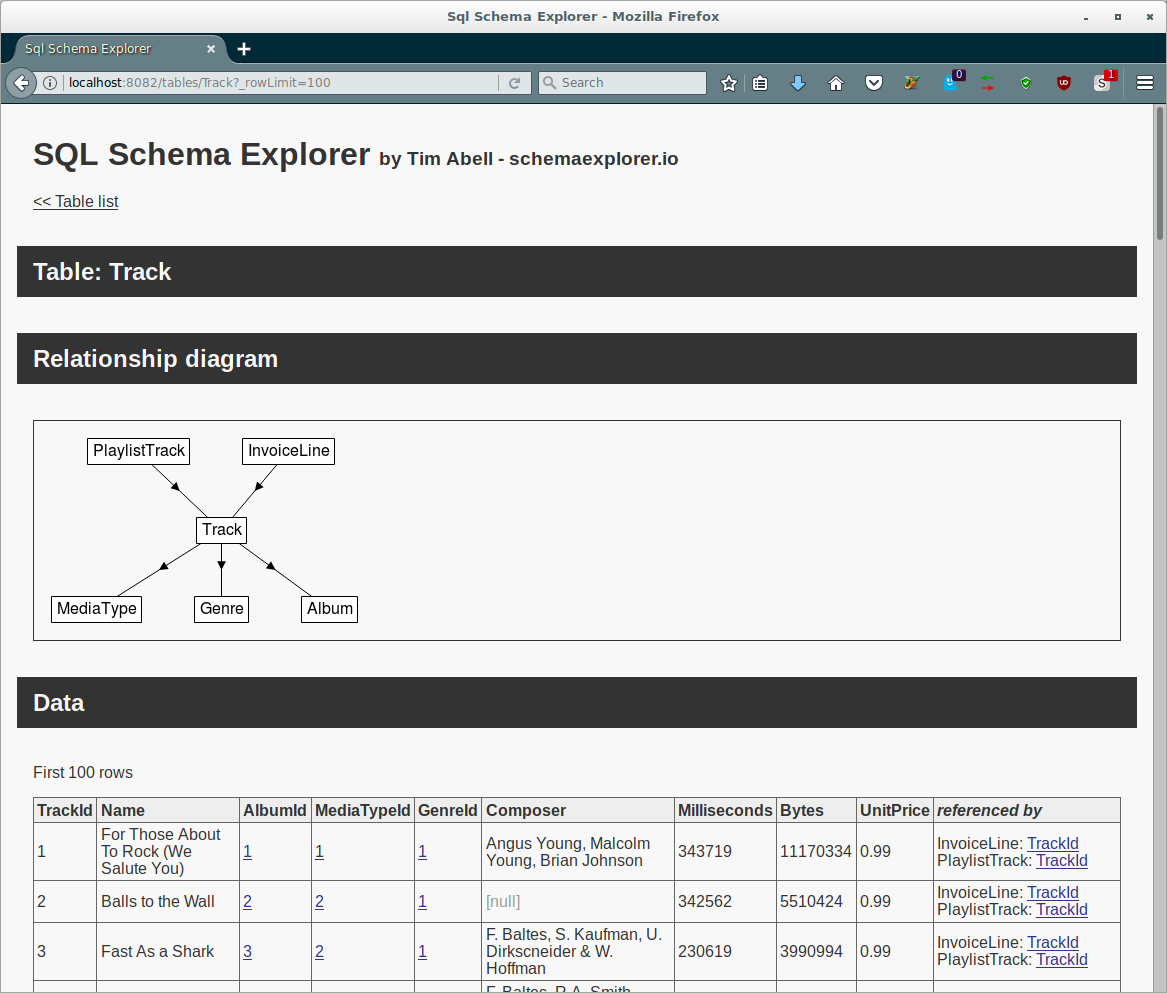 Sql Schema Explorer - Mozilla Firefox
Sql Schema Explorer
localhost:8082/tables/Track?_rowLimit=100
Search
0
UO
S
1
SQL Schema Explorer by Tim Abell - schemaexplorer.io
<< Table list
Table: Track
Relationship diagram
PlaylistTrack InvoiceLine
Track
MediaType Genre Album
Data
First 100 rows
TrackId Name AlbumId MediaTypeId GenreId Composer Milliseconds Bytes UnitPrice referenced by
1 For Those About To Rock (We Salute You) 1 1 1 Angus Young, Malcolm Young, Brian Johnson 343719 11170334 0.99 InvoiceLine: TrackId PlaylistTrack: TrackId
2 Balls to the Wall 2 2 1 [null] 342562 5510424 0.99 InvoiceLine: TrackId PlaylistTrack: TrackId
3 Fast As a Shark 3 2 1 F. Baltes, S. Kaufman, U. Dirkscneider & W. Hoffman 230619 3990994 0.99 InvoiceLine: TrackId PlaylistTrack: TrackId
F. Baltes, R.A. Smith